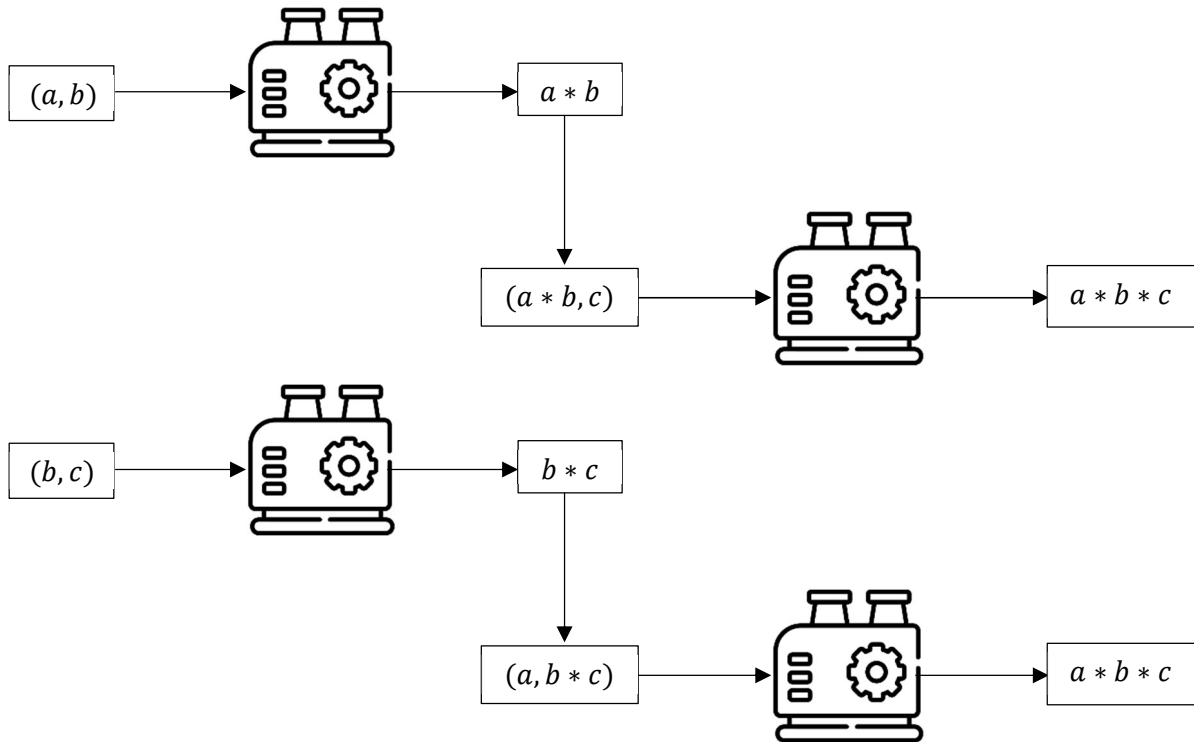 (a, b)
a ∗ b
(a ∗ b, c)
a ∗ b ∗ c
(b, c)
b ∗ c
(a, b ∗ c)
a ∗ b ∗ c